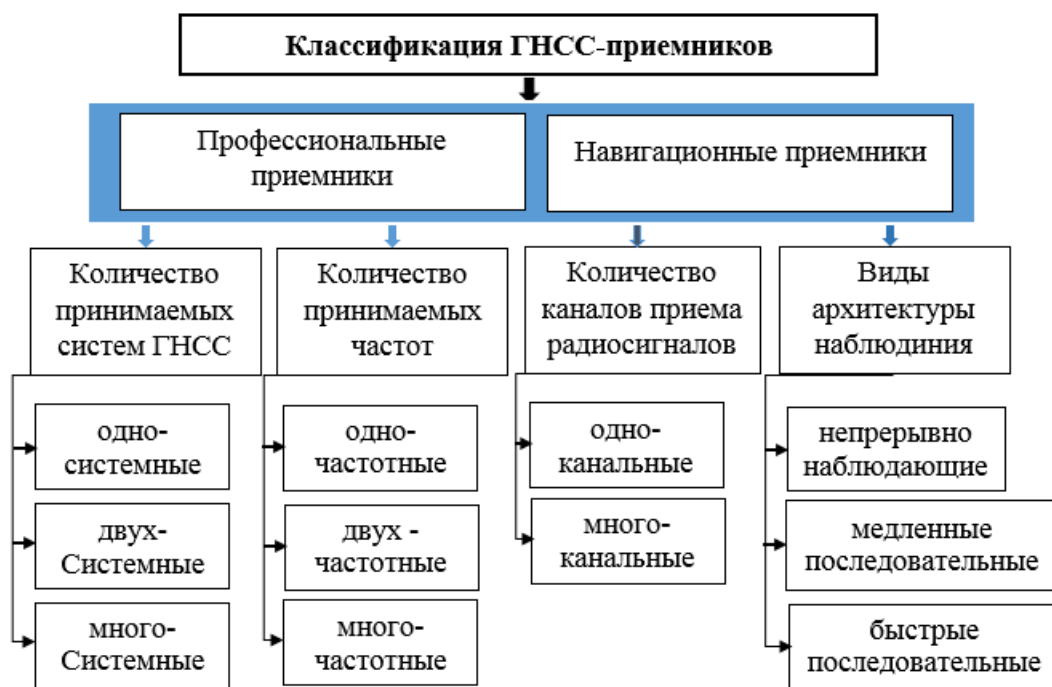 Классификация ГНСС-приемников
Профессиональные
приемники
Навигационные приемники
Количество
принимаемых
систем ГНСС
Количество
принимаемых
частот
Количество
каналов приема
радиосигналов
Виды
архитектуры
наблюдиния
одно-
системные
двух-
Системные
много-
Системные
одно-
частотные
двух -
частотные
много-
частотные
одно-
канальные
много-
канальные
непрерывно
наблюдающие
медленные
последовательные
быстрые
последовательные